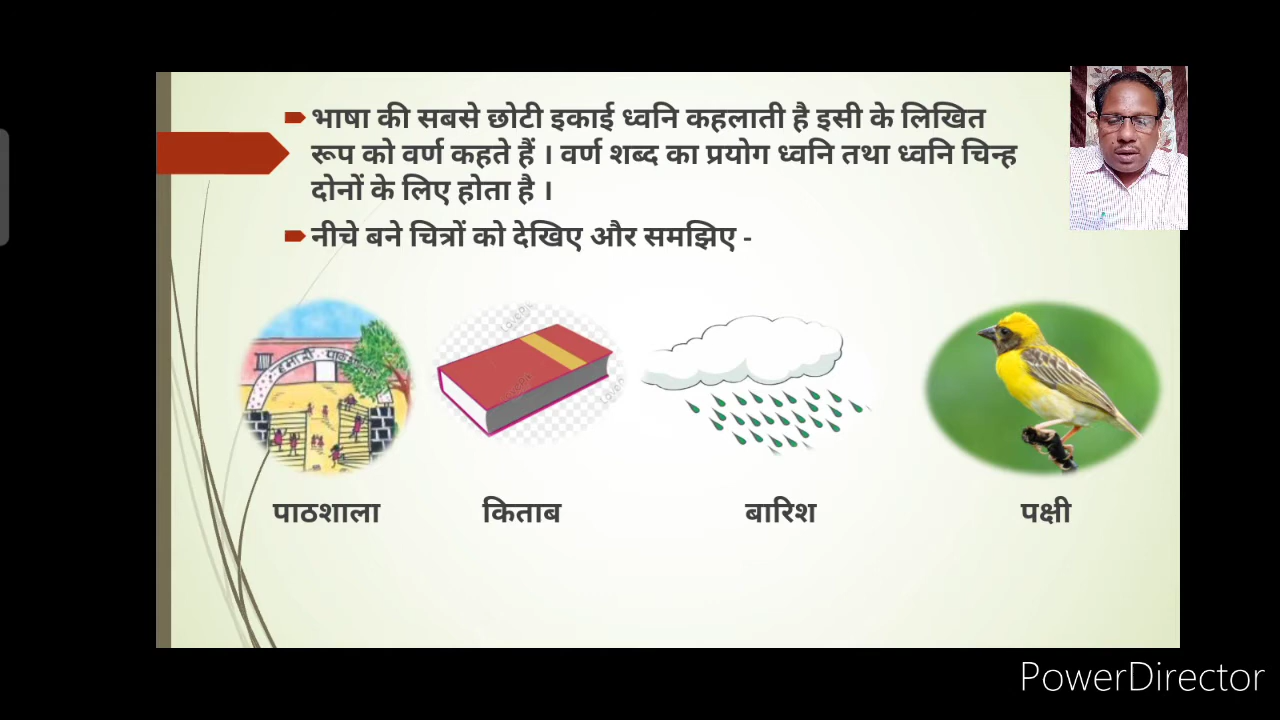 भाषा की सबसे छोटी इकाई ध्वनि कहलाती है इसी के लिखित
रूप को वर्ण कहते हैं । वर्ण शब्द का प्रयोग ध्वनि तथा ध्वनि चिन्ह
दोनों के लिए होता है ।
नीचे बने चित्रों को देखिए और समझिए -
पाठशाला
किताब
बारिश
पक्षी
PowerDirector